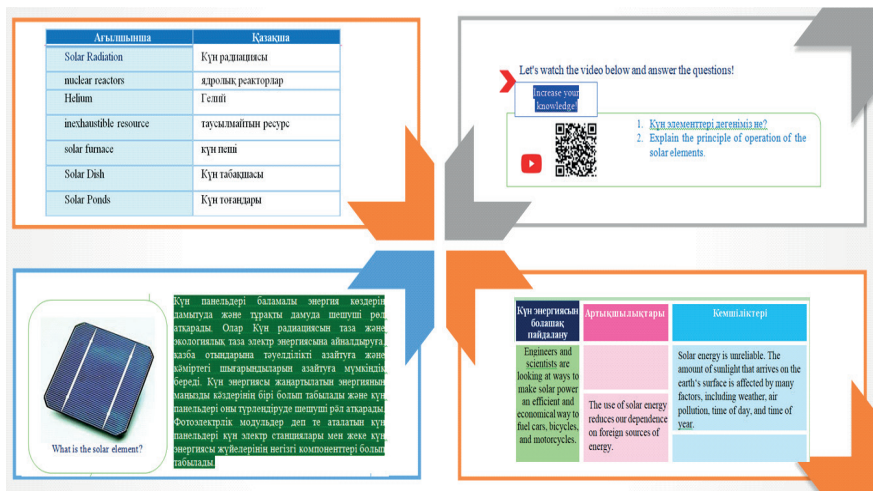 Ағылшынша Қазақша
Solar Radiation Күн радиациясы
nuclear reactors ядролық реакторлар
Helium Гелий
inexhaustible resource таусылмайтын ресурс
solar furnace күн пеші
Solar Dish Күн табақшасы
Solar Ponds Күн тоғандары
Let's watch the video below and answer the questions!
Increase your
knowledge!
1. Күн элементтері дегеніміз не?
2. Explain the principle of operation of the
solar elements.
What is the solar element?
Күн панельдері баламалы энергия көздерін
дамытуда және тұрақты дамуда шешуші рөл
атқарады. Олар Күн радиациясын таза және
экологиялық таза электр энергиясына айналдыруға,
қазба отындарына тәуелділікті азайтуға және
көміртегі шығарындыларын азайтуға мүмкіндік
береді. Күн энергиясы жаңартылатын энергияның
маңызды көздерінің бірі болып табылады және күн
панельдері оны түрлендіруде шешуші рөл атқарады.
Фотоэлектрлік модульдер деп те аталатын күн
панельдері күн электр станциялары мен жеке күн
энергиясы жүйелерінің негізгі компоненттері болып
табылады.
Күн энергиясын
болашақ
пайдалану
Артықшылықтары
Кемшіліктері
Engineers and
scientists are
looking at ways to
make solar power
an efficient and
economical way to
fuel cars, bicycles,
and motorcycles.
The use of solar energy
reduces our dependence
on foreign sources of
energy.
Solar energy is unreliable. The
amount of sunlight that arrives on the
earth's surface is affected by many
factors, including weather, air
pollution, time of day, and time of
year.